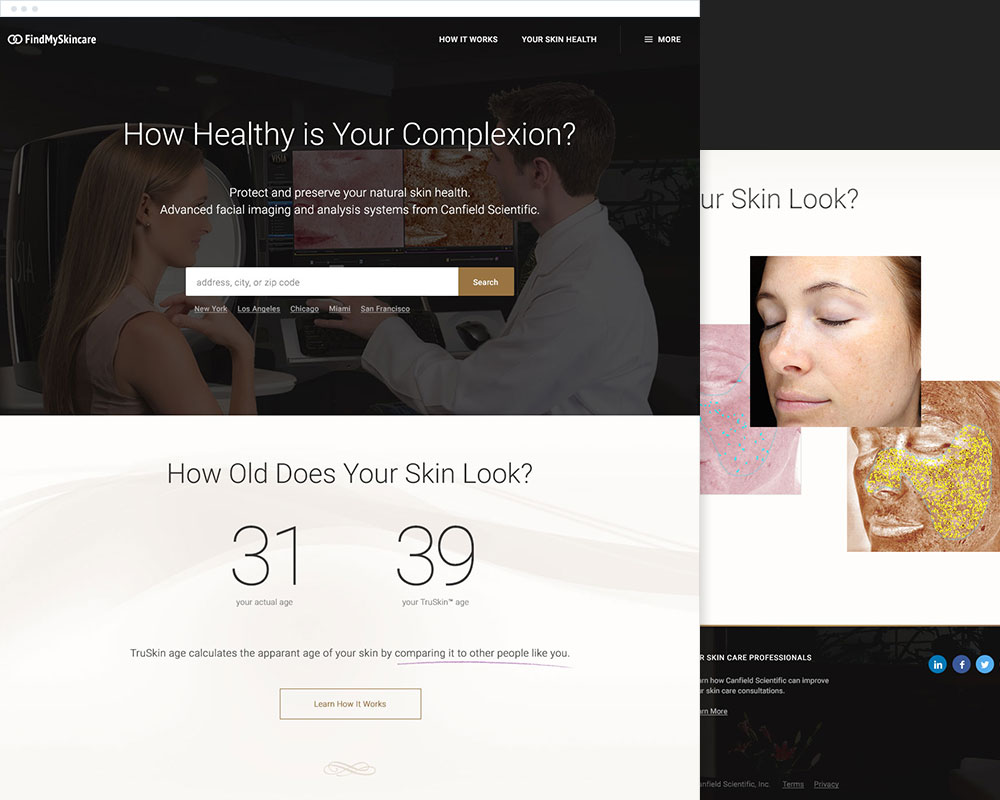 FindMySkincare
HOW IT WORKS
YOUR SKIN HEALTH
MORE
How Healthy is Your Complexion?
VISIA
Protect and preserve your natural skin health.
Advanced facial imaging and analysis systems from Canfield Scientific.
address, city, or zip code
Search
New York Los Angeles Chicago Miami San Francisco
How Old Does Your Skin Look?
31 39
your actual age your TruSkin™ age
TruSkin age calculates the apparant age of your skin by comparing it to other people like you.
Learn How It Works
ur Skin Look?
R SKIN CARE PROFESSIONALS
arn how Canfield Scientific can improve
ur skin care consultations.
arn More
in f
anfield Scientific, Inc. Terms Privacy